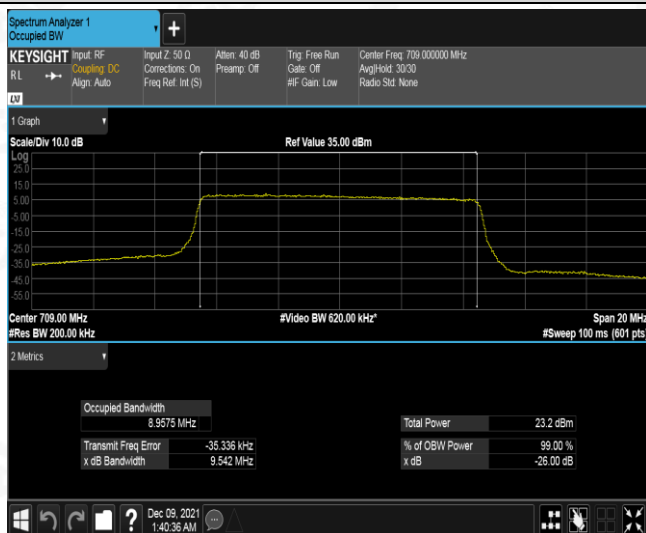 Spectrum Analyzer 1
Occupied BW
KEYSIGHT Input: RF Input Z: 50 Ω Atten: 40 dB Trig: Free Run Center Freq: 709.000000 MHz
RL Coupling: DC Corrections: On Preamp: Off Gate: Off Avg|Hold: 30/30
Align: Auto Freq Ref: Int (S) #IF Gain: Low Radio Std: None
LXI
1 Graph
Scale/Div 10.0 dB Ref Value 35.00 dBm
Log
25.0
15.0
5.00
-5.00
-15.0
-25.0
-35.0
-45.0
-55.0
Center 709.00 MHz #Video BW 620.00 kHz* Span 20 MHz
#Res BW 200.00 kHz #Sweep 100 ms (601 pts)
2 Metrics
Occupied Bandwidth
8.9575 MHz Total Power 23.2 dBm
Transmit Freq Error -35.336 kHz % of OBW Power 99.00 %
x dB Bandwidth 9.542 MHz x dB -26.00 dB
? Dec 09, 2021
1:40:36 AM